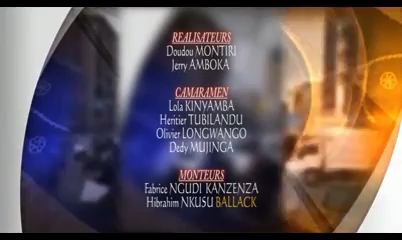 REALISATEURS
Doudou MONTIRI
Jerry AMBOKA
CAMARAMEN
Lola KINYAMBA
Heritier TUBILANDU
Olivier LONGWANGO
Dedy MUJINGA
MONTEURS
Fabrice NGUDI KANZENZA
Hibrahim NKUSU BALLACK